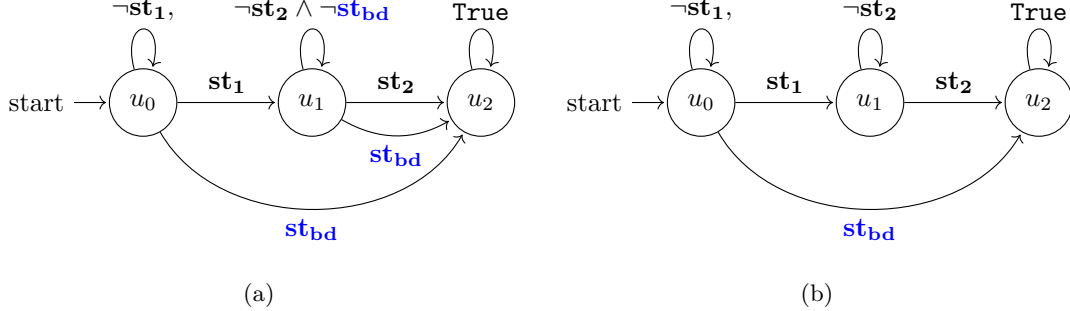 ¬st₁,  ¬st₂ ∧ ¬st_bd  True  ¬st₁,  ¬st₂  True
start  u₀  st₁  u₁  st₂  u₂  start  u₀  st₁  u₁  st₂  u₂
st_bd
st_bd  st_bd
(a)  (b)